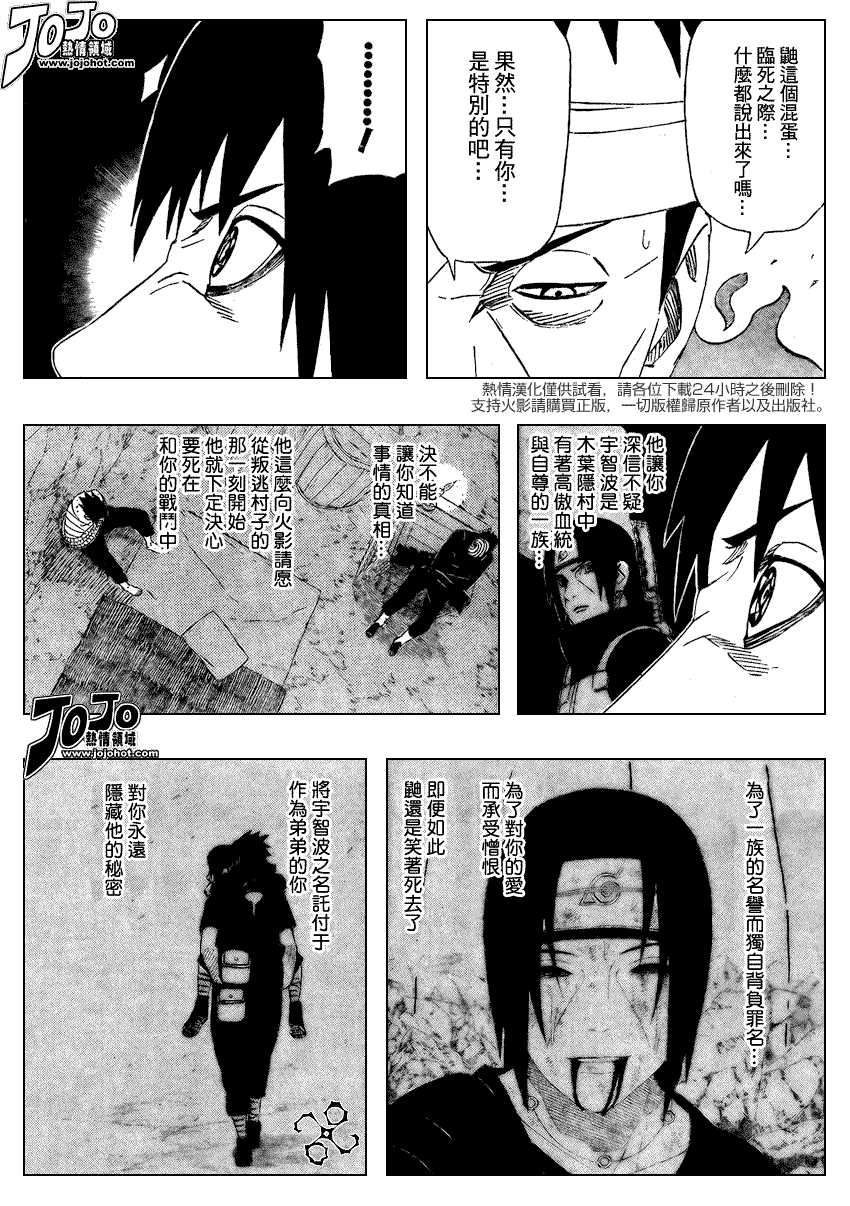 JOJO
熱情領域
www.jojohot.com
鼬這個混蛋…
臨死之際…
什麼都說出來了嗎…
果然…只有你…
是特別的吧…
………!
熱情漢化僅供試看，請各位下載24小時之後刪除！
支持火影請購買正版，一切版權歸原作者以及出版社。
他讓你
深信不疑
宇智波是
木葉隱村中
有著高傲血統
與自尊的一族…
決不能
讓你知道
事情的真相…
他這麼向火影請愿
從叛逃村子的
那一刻開始
他就下定決心
要死在
和你的戰鬥中
JOJO
熱情領域
www.jojohot.com
為了一族的名譽而獨自背負罪名…
為了對你的愛
而承受憎恨
即便如此
鼬還是笑著死去了
將宇智波之名託付于
作為弟弟的你
對你永遠
隱藏他的秘密